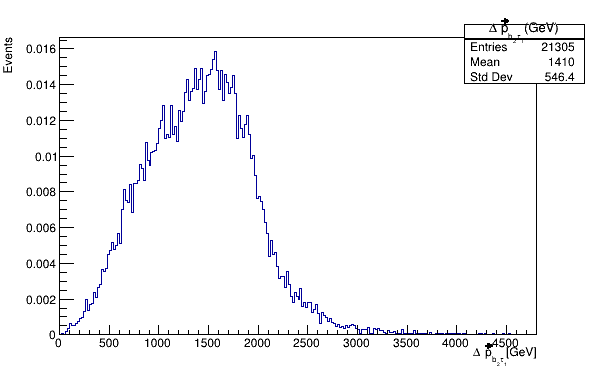 Δ p⃗_{b₂τ₁} (GeV)
Entries 21305
Mean 1410
Std Dev 546.4
Events
0.016
0.014
0.012
0.01
0.008
0.006
0.004
0.002
0
0 500 1000 1500 2000 2500 3000 3500 4000 4500
Δ p⃗_{b₂τ₁} [GeV]